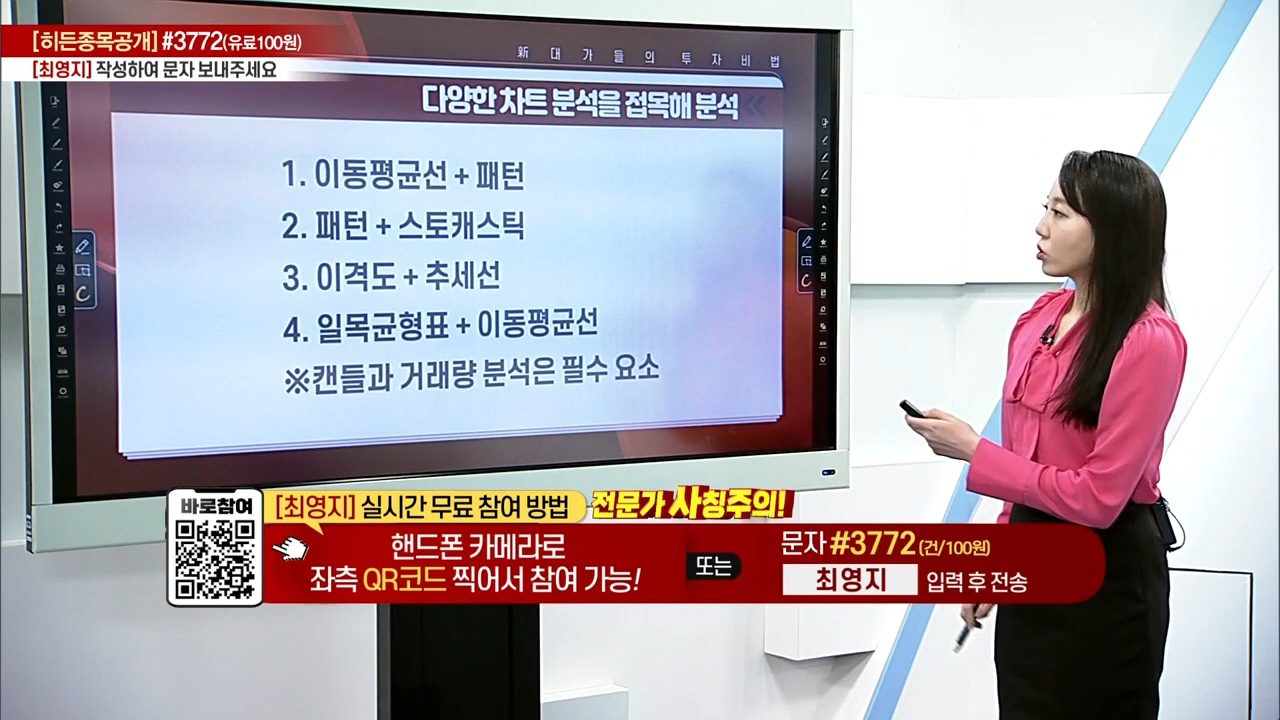 [히든종목공개] #3772(유료100원)
[최영지] 작성하여 문자 보내주세요
新 대가들의 투자비법
다양한 차트 분석을 접목해 분석
1. 이동평균선 + 패턴
2. 패턴 + 스토캐스틱
3. 이격도 + 추세선
4. 일목균형표 + 이동평균선
※캔들과 거래량 분석은 필수 요소
바로참여
[최영지] 실시간 무료 참여 방법
전문가 사칭주의!
핸드폰 카메라로
좌측 QR코드 찍어서 참여 가능!
또는
문자 #3772 (건/100원)
최영지 입력 후 전송